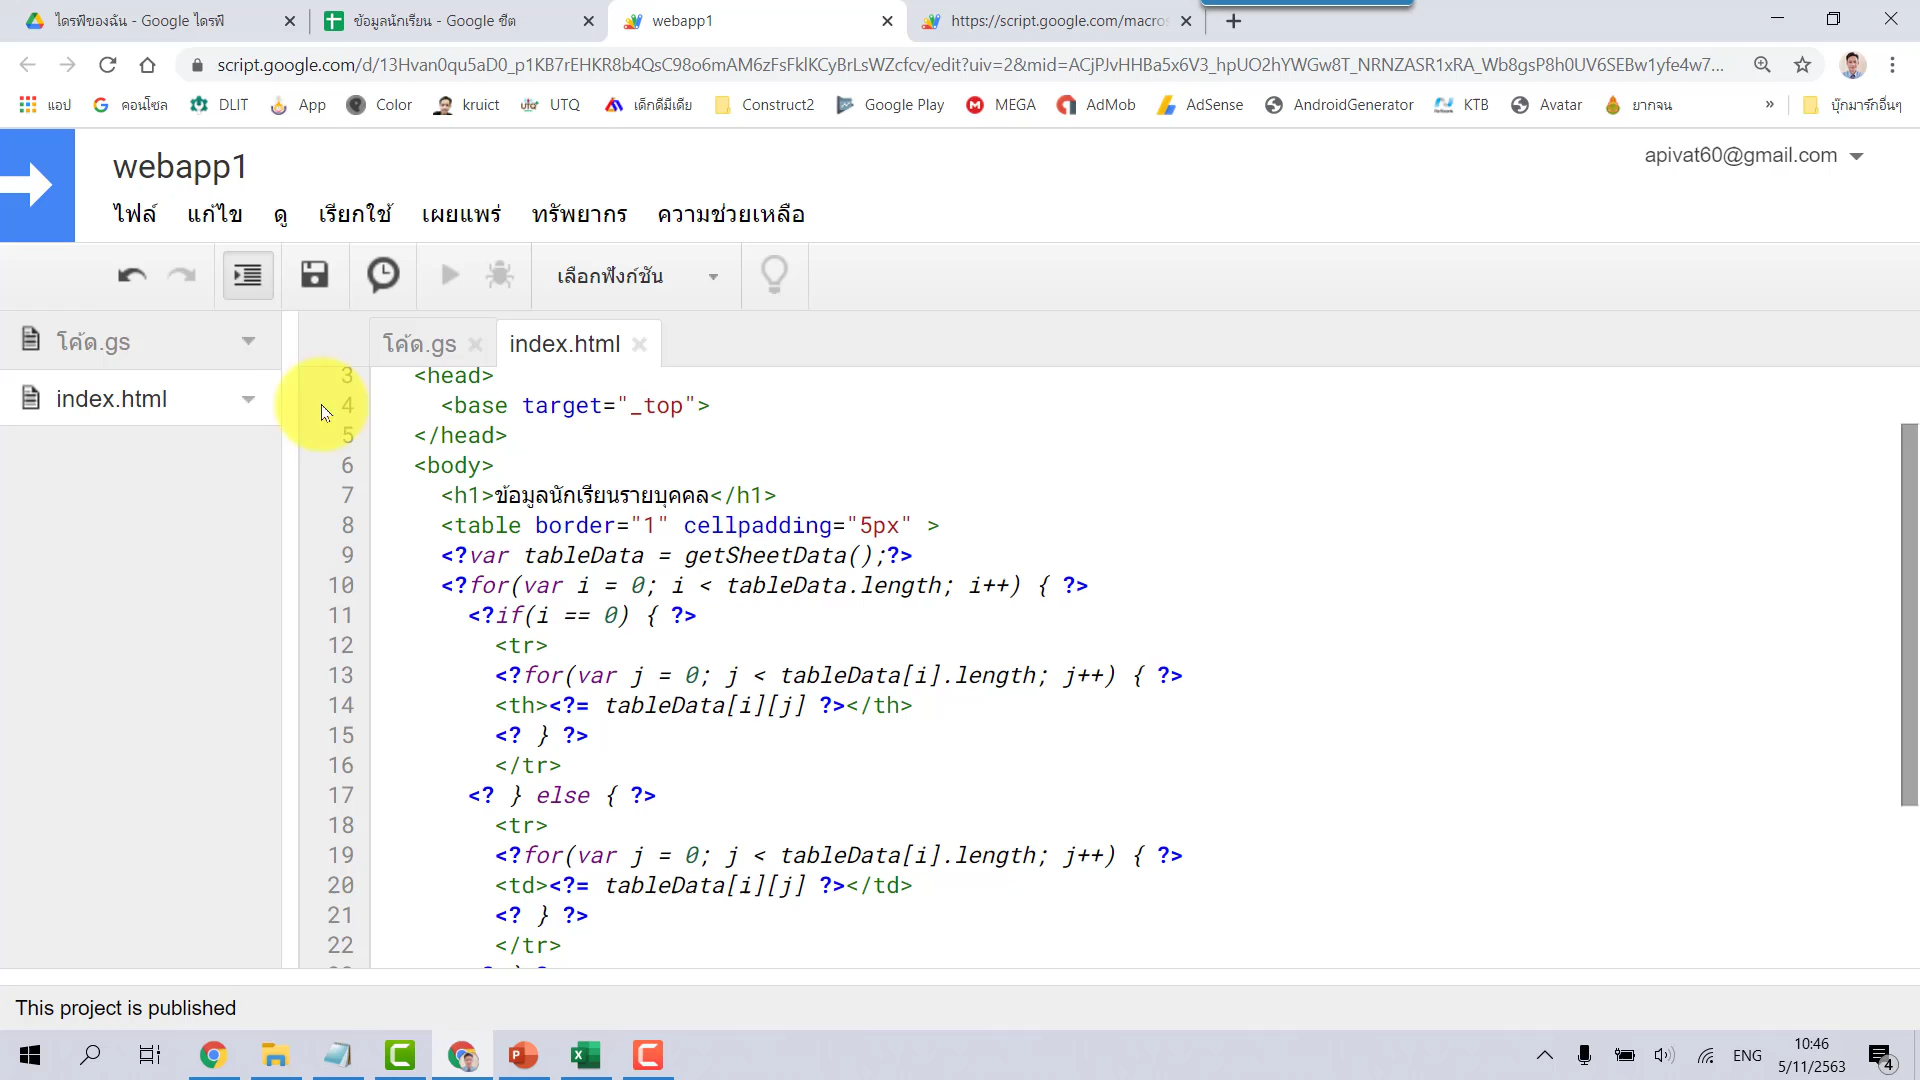 ไดรฟ์ของฉัน - Google ไดรฟ์
ข้อมูลนักเรียน - Google ชีต
webapp1
https://script.google.com/macros
script.google.com/d/13Hvan0qu5aD0_p1KB7rEHKR8b4QsC98o6mAM6zFsFklKCyBrLsWZcfcv/edit?uiv=2&mid=ACjPJvHHBa5x6V3_hpUO2hYWGw8T_NRNZASR1xRA_Wb8gsP8h0UV6SEBw1yfe4w7...
แอป คอนโซล DLIT App Color kruict UTQ เด็กดีมีเดีย Construct2 Google Play MEGA AdMob AdSense AndroidGenerator KTB Avatar ยากจน » บุ๊กมาร์กอื่นๆ
webapp1
apivat60@gmail.com
ไฟล์ แก้ไข ดู เรียกใช้ เผยแพร่ ทรัพยากร ความช่วยเหลือ
เลือกฟังก์ชัน
โค้ด.gs
index.html
โค้ด.gs
index.html
3 <head>
4 <base target="_top">
5 </head>
6 <body>
7 <h1>ข้อมูลนักเรียนรายบุคคล</h1>
8 <table border="1" cellpadding="5px" >
9 <?var tableData = getSheetData();?>
10 <?for(var i = 0; i < tableData.length; i++) { ?>
11 <?if(i == 0) { ?>
12 <tr>
13 <?for(var j = 0; j < tableData[i].length; j++) { ?>
14 <th><?= tableData[i][j] ?></th>
15 <? } ?>
16 </tr>
17 <? } else { ?>
18 <tr>
19 <?for(var j = 0; j < tableData[i].length; j++) { ?>
20 <td><?= tableData[i][j] ?></td>
21 <? } ?>
22 </tr>
This project is published
ENG
10:46
5/11/2563
4